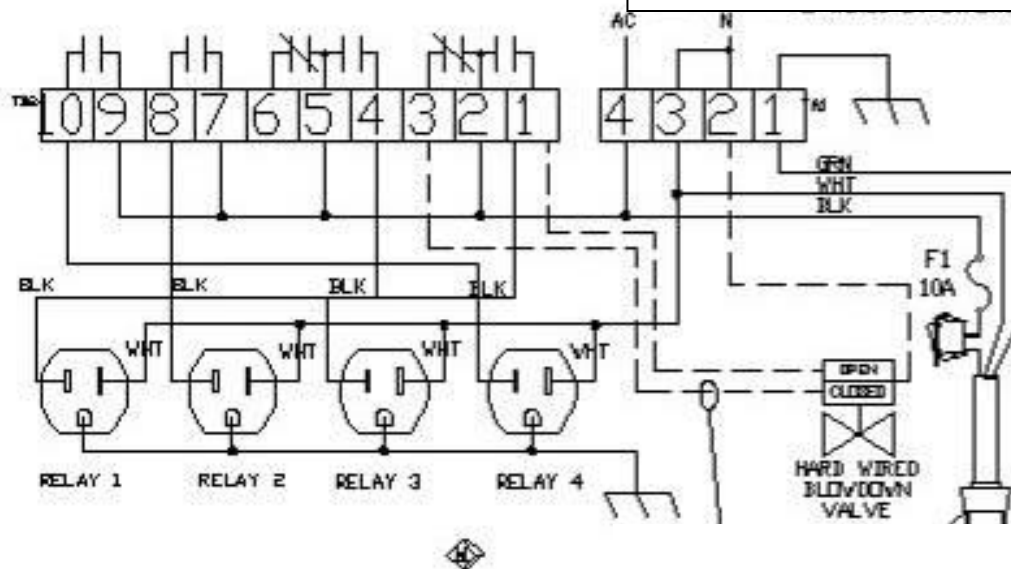 AC N
10 9 8 7 6 5 4 3 2 1 4 3 2 1
GRN
WHT
BLK
F1
10A
BLK BLK BLK BLK
WHT WHT WHT WHT
OPEN
CLOSED
RELAY 1 RELAY 2 RELAY 3 RELAY 4
HARD WIRED
BLOWDOWN
VALVE